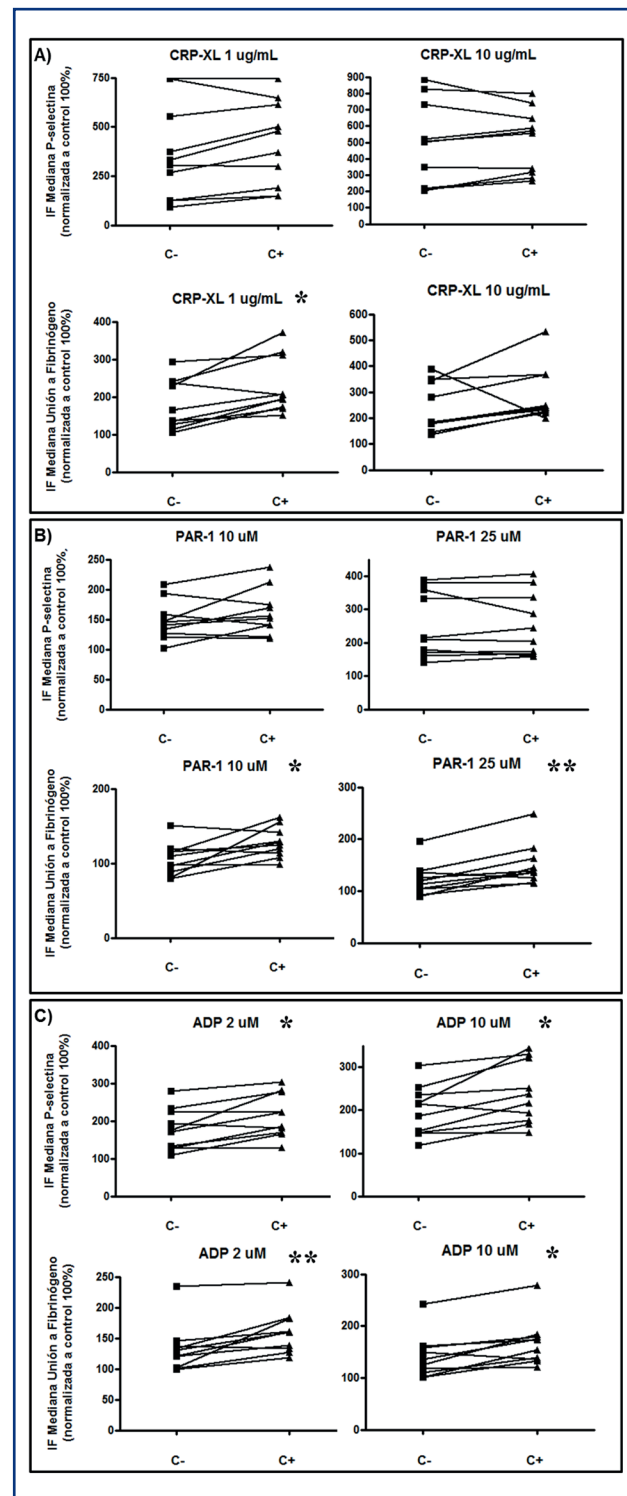 A)
CRP-XL 1 ug/mL
IF Mediana P-selectina
(normalizada a control 100%,
750
500
250
0
C-
C+
CRP-XL 10 ug/mL
900
800
700
600
500
400
300
200
100
0
C-
C+
CRP-XL 1 ug/mL *
IF Mediana Unión a Fibrinógeno
(normalizada a control 100%)
400
300
200
100
0
C-
C+
CRP-XL 10 ug/mL
600
500
400
300
200
100
0
C-
C+
B)
PAR-1 10 uM
IF Mediana P-selectina
(normalizada a control 100%,
250
200
150
100
50
0
C-
C+
PAR-1 25 uM
400
300
200
100
0
C-
C+
PAR-1 10 uM *
IF Mediana Unión a Fibrinógeno
(normalizada a control 100%)
200
100
0
C-
C+
PAR-1 25 uM **
300
200
100
0
C-
C+
C)
ADP 2 uM *
IF Mediana P-selectina
(normalizada a control 100%)
400
300
200
100
0
C-
C+
ADP 10 uM *
300
200
100
0
C-
C+
ADP 2 uM **
IF Mediana Unión a Fibrinógeno
(normalizada a control 100%)
250
200
150
100
50
0
C-
C+
ADP 10 uM *
300
200
100
0
C-
C+